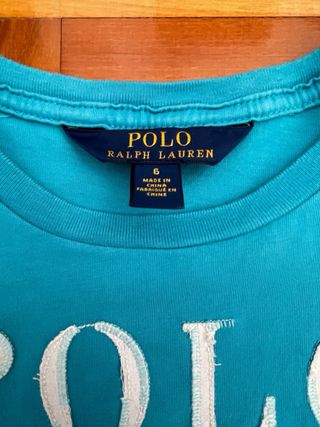 POLO
RALPH LAUREN
6
MADE IN
CHINA
FABRIQUÉ EN
CHINE
POLO